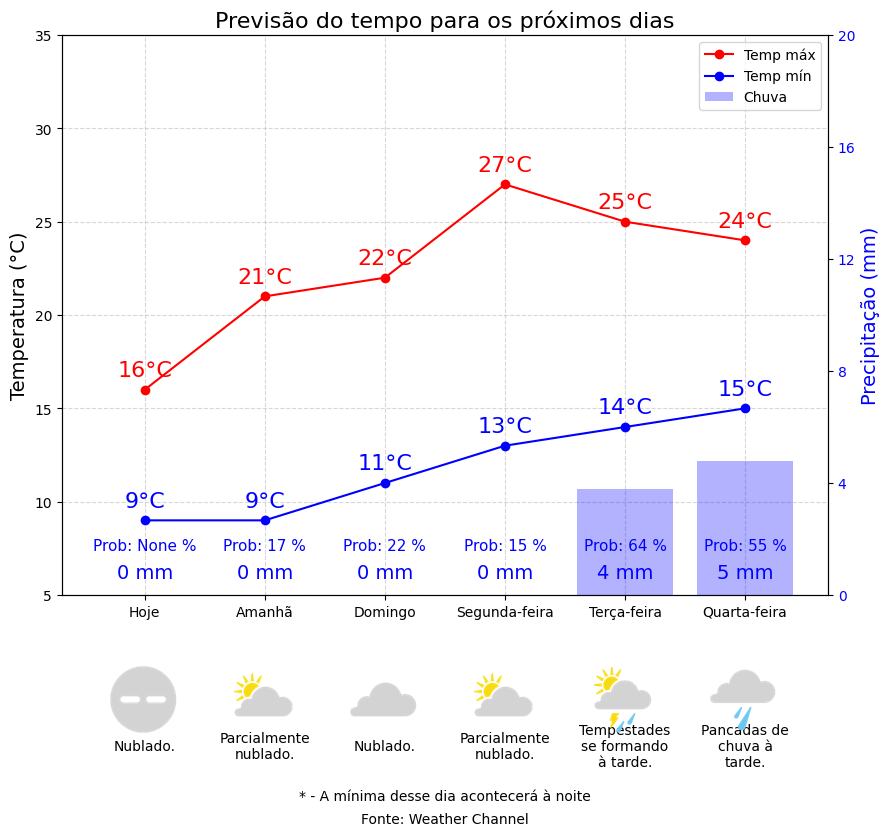 Previsão do tempo para os próximos dias
35
30
25
20
15
10
5
Temperatura (°C)
20
16
12
8
4
0
Precipitação (mm)
Temp máx
Temp mín
Chuva
16°C
21°C
22°C
27°C
25°C
24°C
9°C
9°C
11°C
13°C
14°C
15°C
Prob: None %
Prob: 17 %
Prob: 22 %
Prob: 15 %
Prob: 64 %
Prob: 55 %
0 mm
0 mm
0 mm
0 mm
4 mm
5 mm
Hoje
Amanhã
Domingo
Segunda-feira
Terça-feira
Quarta-feira
Nublado.
Parcialmente
nublado.
Nublado.
Parcialmente
nublado.
Tempestades
se formando
à tarde.
Pancadas de
chuva à
tarde.
* - A mínima desse dia acontecerá à noite
Fonte: Weather Channel